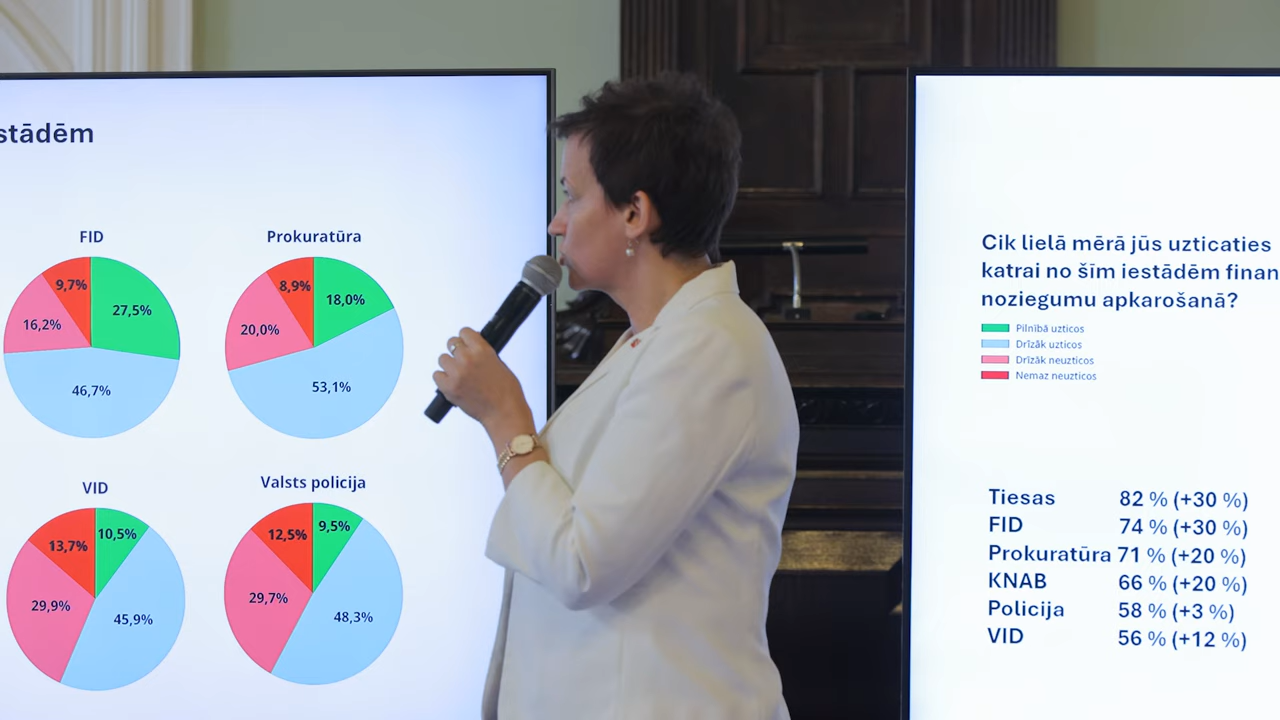 stādēm
FID
9,7%
27,5%
16,2%
46,7%
Prokuratūra
8,9%
18,0%
20,0%
53,1%
VID
13,7%
10,5%
29,9%
45,9%
Valsts policija
12,5%
9,5%
29,7%
48,3%
Cik lielā mērā jūs uzticaties
katrai no šīm iestādēm finan
noziegumu apkarošanā?
Pilnībā uzticos
Drīzāk uzticos
Drīzāk neuzticos
Nemaz neuzticos
Tiesas 82 % (+30 %)
FID 74 % (+30 %)
Prokuratūra 71 % (+20 %)
KNAB 66 % (+20 %)
Policija 58 % (+3 %)
VID 56 % (+12 %)